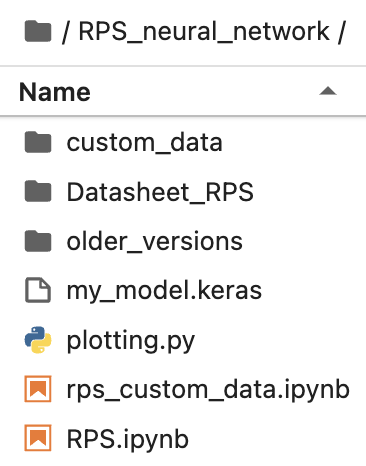 / RPS_neural_network /
Name
custom_data
Datasheet_RPS
older_versions
my_model.keras
plotting.py
rps_custom_data.ipynb
RPS.ipynb